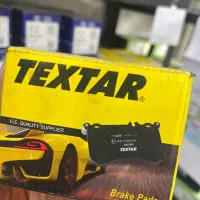 TEXTAR®
O.E. QUALITY SUPPLIER
TEXTAR
Brake Pads